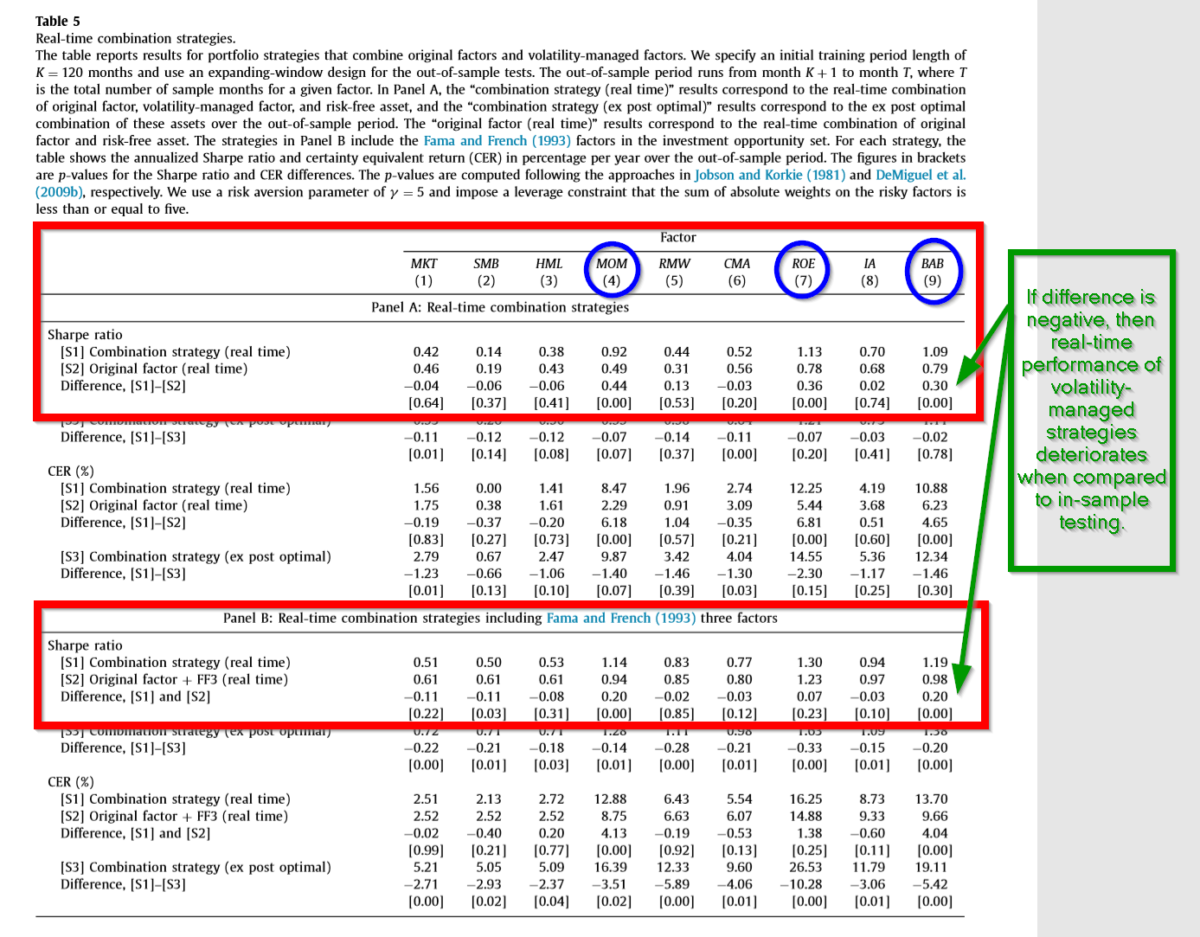 Table 5
Real-time combination strategies.
The table reports results for portfolio strategies that combine original factors and volatility-managed factors. We specify an initial training period length of
K = 120 months and use an expanding-window design for the out-of-sample tests. The out-of-sample period runs from month K + 1 to month T, where T
is the total number of sample months for a given factor. In Panel A, the “combination strategy (real time)” results correspond to the real-time combination
of original factor, volatility-managed factor, and risk-free asset, and the “combination strategy (ex post optimal)” results correspond to the ex post optimal
combination of these assets over the out-of-sample period. The “original factor (real time)” results correspond to the real-time combination of original
factor and risk-free asset. The strategies in Panel B include the Fama and French (1993) factors in the investment opportunity set. For each strategy, the
table shows the annualized Sharpe ratio and certainty equivalent return (CER) in percentage per year over the out-of-sample period. The figures in brackets
are p-values for the Sharpe ratio and CER differences. The p-values are computed following the approaches in Jobson and Korkie (1981) and DeMiguel et al.
(2009b), respectively. We use a risk aversion parameter of γ = 5 and impose a leverage constraint that the sum of absolute weights on the risky factors is
less than or equal to five.
Factor
MKT SMB HML MOM RMW CMA ROE IA BAB
(1) (2) (3) (4) (5) (6) (7) (8) (9)
Panel A: Real-time combination strategies
Sharpe ratio
[S1] Combination strategy (real time) 0.42 0.14 0.38 0.92 0.44 0.52 1.13 0.70 1.09
[S2] Original factor (real time) 0.46 0.19 0.43 0.49 0.31 0.56 0.78 0.68 0.79
Difference, [S1]–[S2] −0.04 −0.06 −0.06 0.44 0.13 −0.03 0.36 0.02 0.30
[0.64] [0.37] [0.41] [0.00] [0.53] [0.20] [0.00] [0.74] [0.00]
Difference, [S1]–[S3] −0.11 −0.12 −0.12 −0.07 −0.14 −0.11 −0.07 −0.03 −0.02
[0.01] [0.14] [0.08] [0.07] [0.37] [0.00] [0.20] [0.41] [0.78]
CER (%)
[S1] Combination strategy (real time) 1.56 0.00 1.41 8.47 1.96 2.74 12.25 4.19 10.88
[S2] Original factor (real time) 1.75 0.38 1.61 2.29 0.91 3.09 5.44 3.68 6.23
Difference, [S1]–[S2] −0.19 −0.37 −0.20 6.18 1.04 −0.35 6.81 0.51 4.65
[0.83] [0.27] [0.73] [0.00] [0.57] [0.21] [0.00] [0.60] [0.00]
[S3] Combination strategy (ex post optimal) 2.79 0.67 2.47 9.87 3.42 4.04 14.55 5.36 12.34
Difference, [S1]–[S3] −1.23 −0.66 −1.06 −1.40 −1.46 −1.30 −2.30 −1.17 −1.46
[0.01] [0.13] [0.10] [0.07] [0.39] [0.03] [0.15] [0.25] [0.30]
Panel B: Real-time combination strategies including Fama and French (1993) three factors
Sharpe ratio
[S1] Combination strategy (real time) 0.51 0.50 0.53 1.14 0.83 0.77 1.30 0.94 1.19
[S2] Original factor + FF3 (real time) 0.61 0.61 0.61 0.94 0.85 0.80 1.23 0.97 0.98
Difference, [S1] and [S2] −0.11 −0.11 −0.08 0.20 −0.02 −0.03 0.07 −0.03 0.20
[0.22] [0.03] [0.31] [0.00] [0.85] [0.12] [0.23] [0.10] [0.00]
Difference, [S1]–[S3] −0.22 −0.21 −0.18 −0.14 −0.28 −0.21 −0.33 −0.15 −0.20
[0.00] [0.01] [0.03] [0.01] [0.00] [0.01] [0.00] [0.01] [0.00]
CER (%)
[S1] Combination strategy (real time) 2.51 2.13 2.72 12.88 6.43 5.54 16.25 8.73 13.70
[S2] Original factor + FF3 (real time) 2.52 2.52 2.52 8.75 6.63 6.07 14.88 9.33 9.66
Difference, [S1] and [S2] −0.02 −0.40 0.20 4.13 −0.19 −0.53 1.38 −0.60 4.04
[0.99] [0.21] [0.77] [0.00] [0.92] [0.13] [0.25] [0.11] [0.00]
[S3] Combination strategy (ex post optimal) 5.21 5.05 5.09 16.39 12.33 9.60 26.53 11.79 19.11
Difference, [S1]–[S3] −2.71 −2.93 −2.37 −3.51 −5.89 −4.06 −10.28 −3.06 −5.42
[0.00] [0.02] [0.04] [0.02] [0.00] [0.01] [0.00] [0.01] [0.00]
If difference is
negative, then
real-time
performance of
volatility-
managed
strategies
deteriorates
when compared
to in-sample
testing.